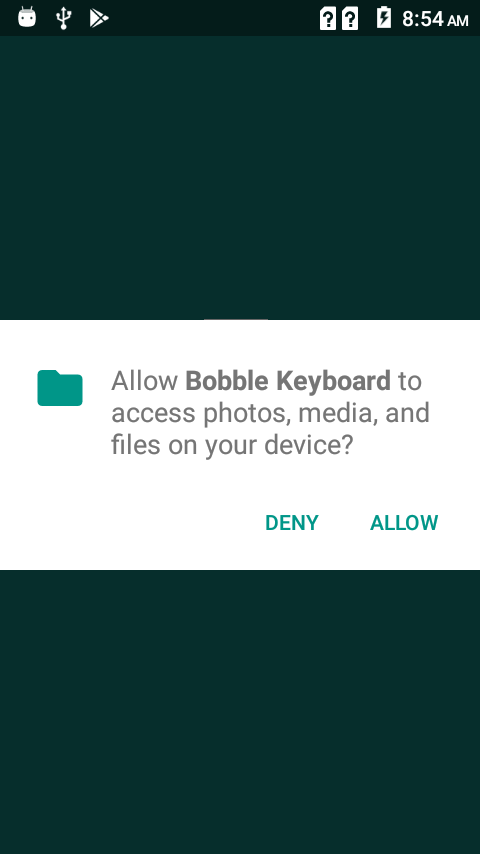 8:54 AM
Allow Bobble Keyboard to
access photos, media, and
files on your device?
DENY ALLOW